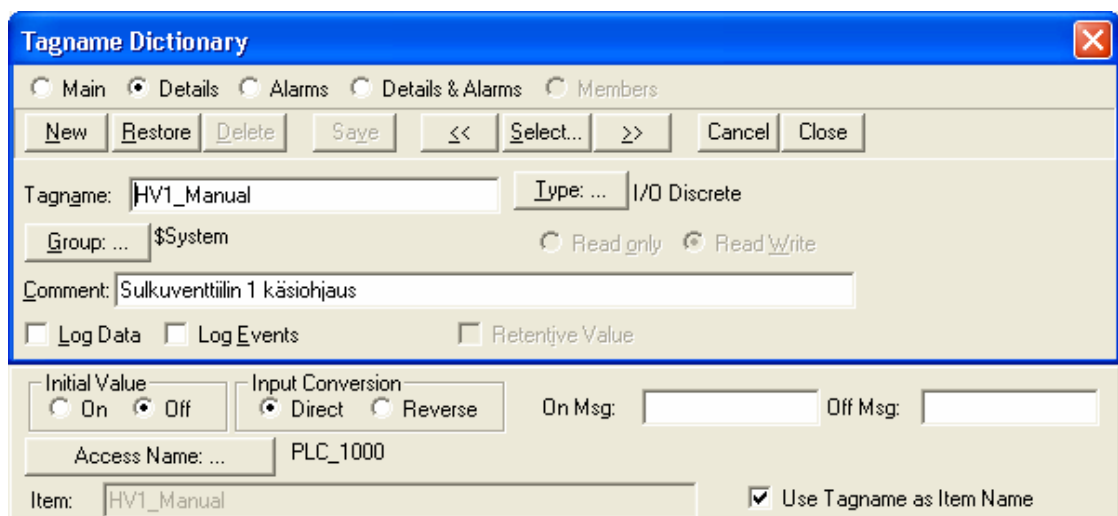 Tagname Dictionary
Main Details Alarms Details & Alarms Members
New Restore Delete Save << Select... >> Cancel Close
Tagname: HV1_Manual Type: ... I/O Discrete
Group: ... $System Read only Read Write
Comment: Sulkuventtiilin 1 käsiohjaus
Log Data Log Events Retentive Value
Initial Value Input Conversion
On Off Direct Reverse On Msg: Off Msg:
Access Name: ... PLC_1000
Item: HV1_Manual Use Tagname as Item Name